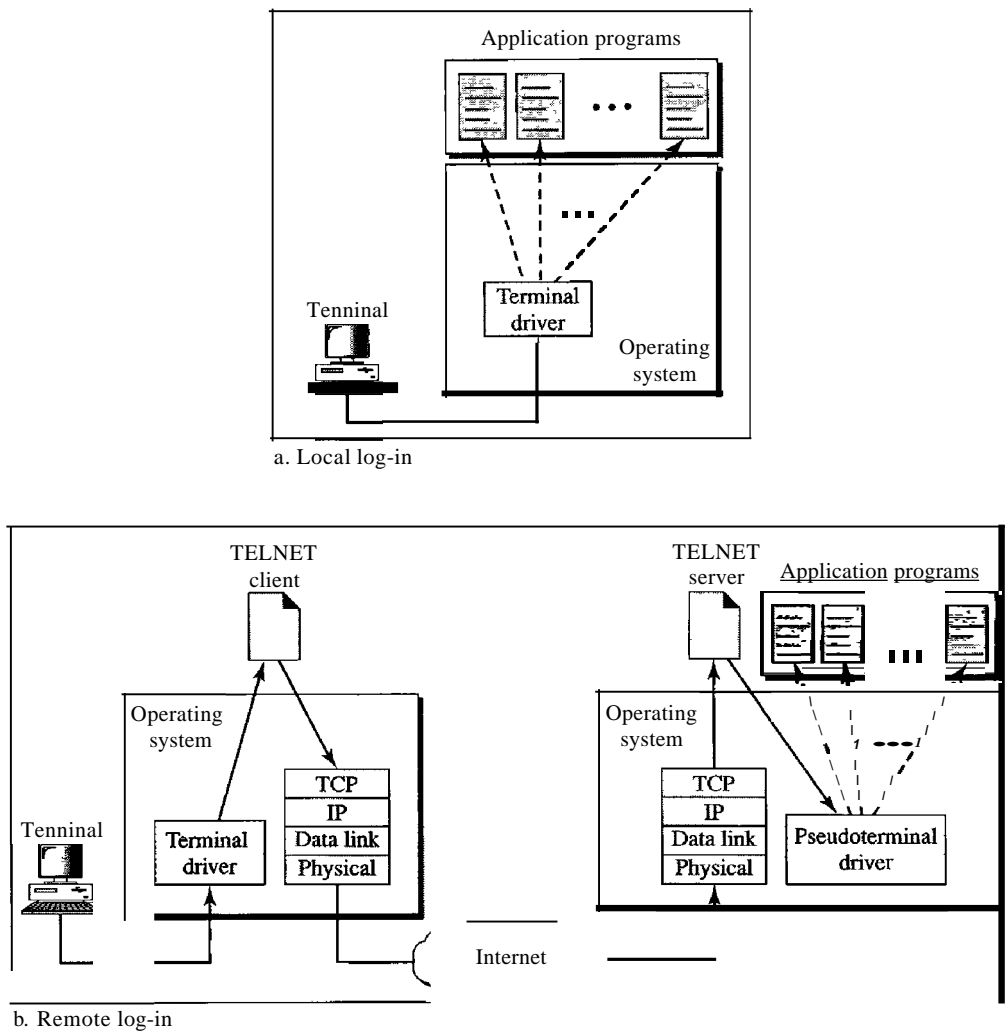 Application programs
Terminal
driver
Tenninal
Operating
system
a. Local log-in
TELNET
client
TELNET
server
Application programs
Operating
system
Operating
system
TCP
IP
Data link
Physical
Tenninal
Terminal
driver
TCP
IP
Data link
Physical
Pseudoterminal
driver
Internet
b. Remote log-in